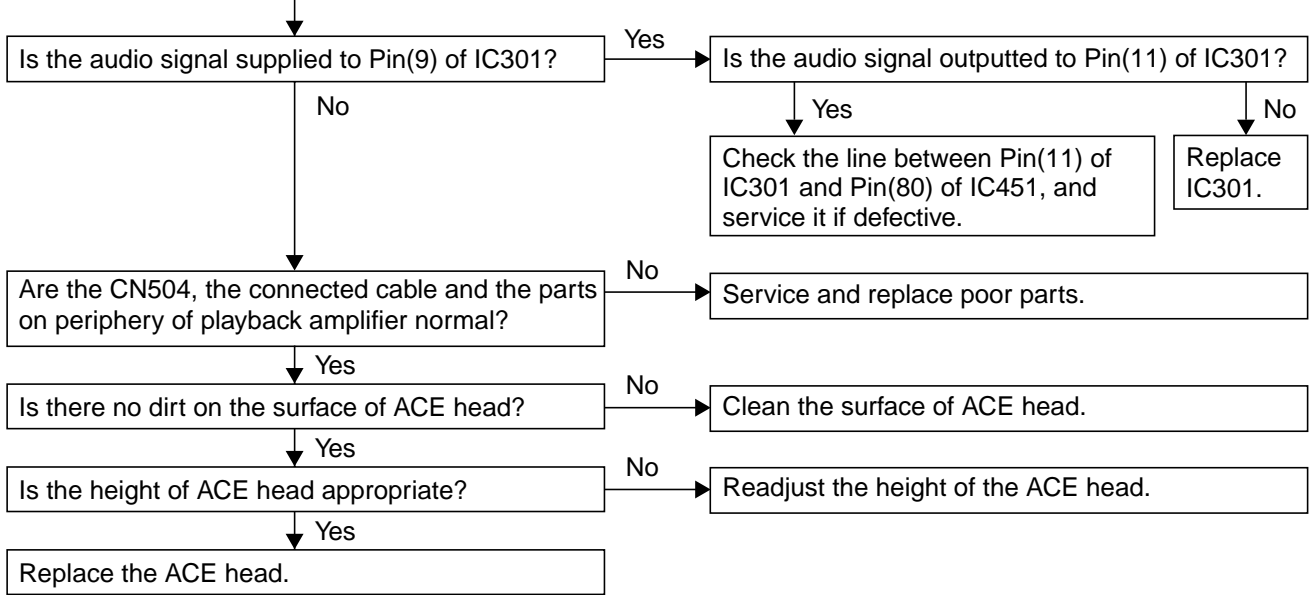 Is the audio signal supplied to Pin(9) of IC301?
Yes
Is the audio signal outputted to Pin(11) of IC301?
No
Yes
No
Check the line between Pin(11) of
IC301 and Pin(80) of IC451, and
service it if defective.
Replace
IC301.
Are the CN504, the connected cable and the parts
on periphery of playback amplifier normal?
No
Service and replace poor parts.
Yes
Is there no dirt on the surface of ACE head?
No
Clean the surface of ACE head.
Yes
Is the height of ACE head appropriate?
No
Readjust the height of the ACE head.
Yes
Replace the ACE head.